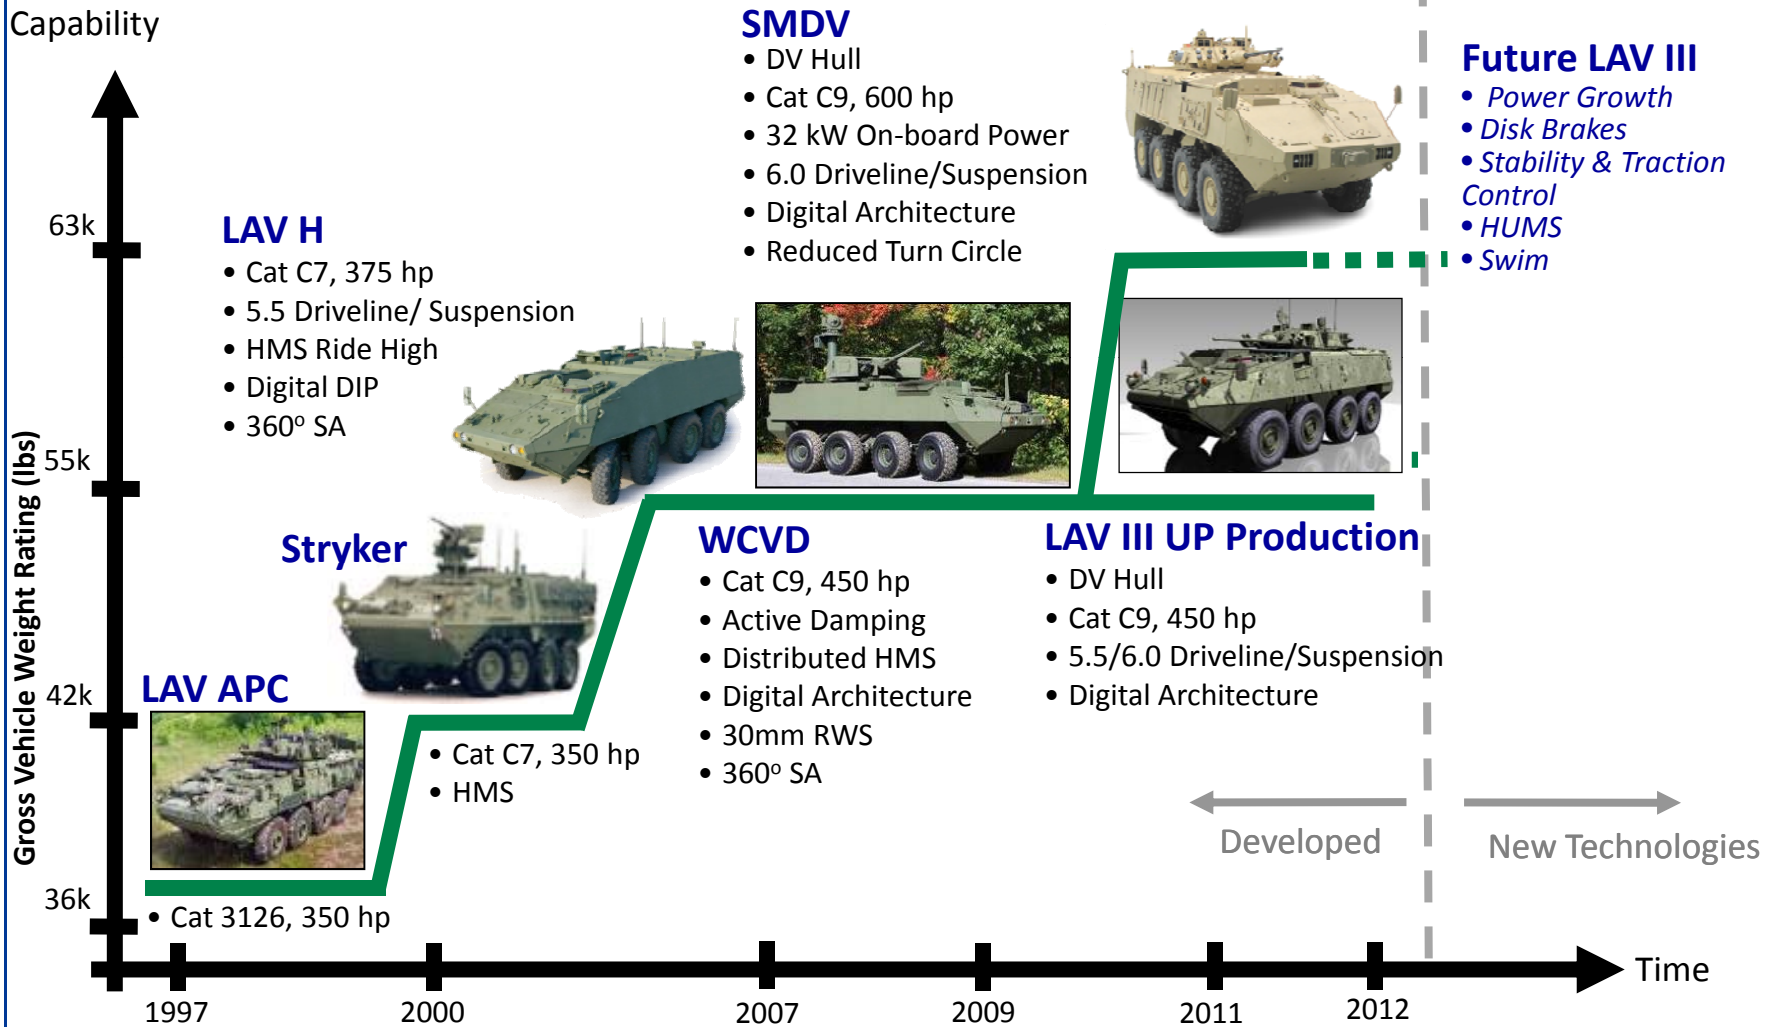 Capability
SMDV
• DV Hull
• Cat C9, 600 hp
• 32 kW On-board Power
• 6.0 Driveline/Suspension
• Digital Architecture
• Reduced Turn Circle
Future LAV III
• Power Growth
• Disk Brakes
• Stability & Traction
Control
• HUMS
• Swim
LAV H
• Cat C7, 375 hp
• 5.5 Driveline/ Suspension
• HMS Ride High
• Digital DIP
• 360° SA
63k
55k
42k
36k
Gross Vehicle Weight Rating (lbs)
Stryker
• Cat C7, 350 hp
• HMS
LAV APC
• Cat 3126, 350 hp
WCVD
• Cat C9, 450 hp
• Active Damping
• Distributed HMS
• Digital Architecture
• 30mm RWS
• 360° SA
LAV III UP Production
• DV Hull
• Cat C9, 450 hp
• 5.5/6.0 Driveline/Suspension
• Digital Architecture
Developed
New Technologies
Time
1997
2000
2007
2009
2011
2012